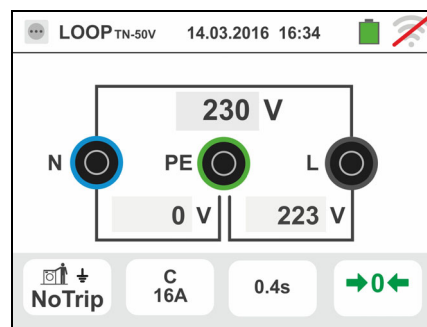 LOOP TN-50V 14.03.2016 16:34
230 V
N PE L
0 V 223 V
NoTrip
C
16A
0.4s
→0←